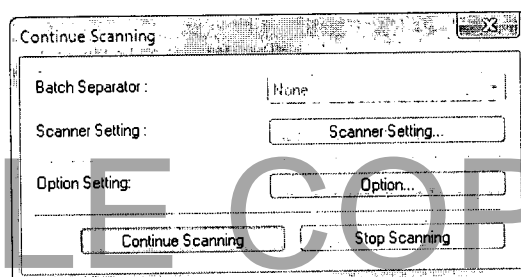 Continue Scanning
Batch Separator : None
Scanner Setting : Scanner Setting...
Option Setting: Option...
Continue Scanning Stop Scanning
LE COP